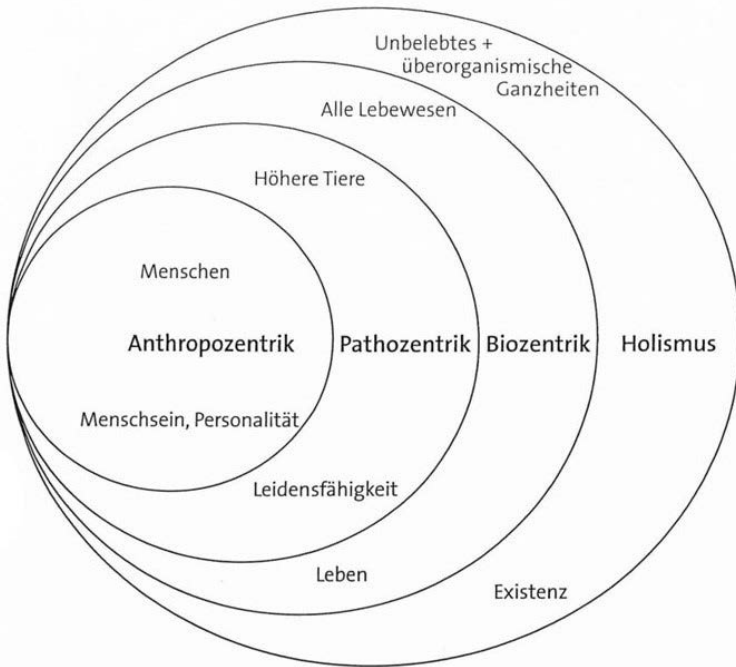 Unbelebtes +
überorganismische
Ganzheiten
Alle Lebewesen
Höhere Tiere
Menschen
Anthropozentrik Pathozentrik Biozentrik Holismus
Menschsein, Personalität
Leidensfähigkeit
Leben
Existenz